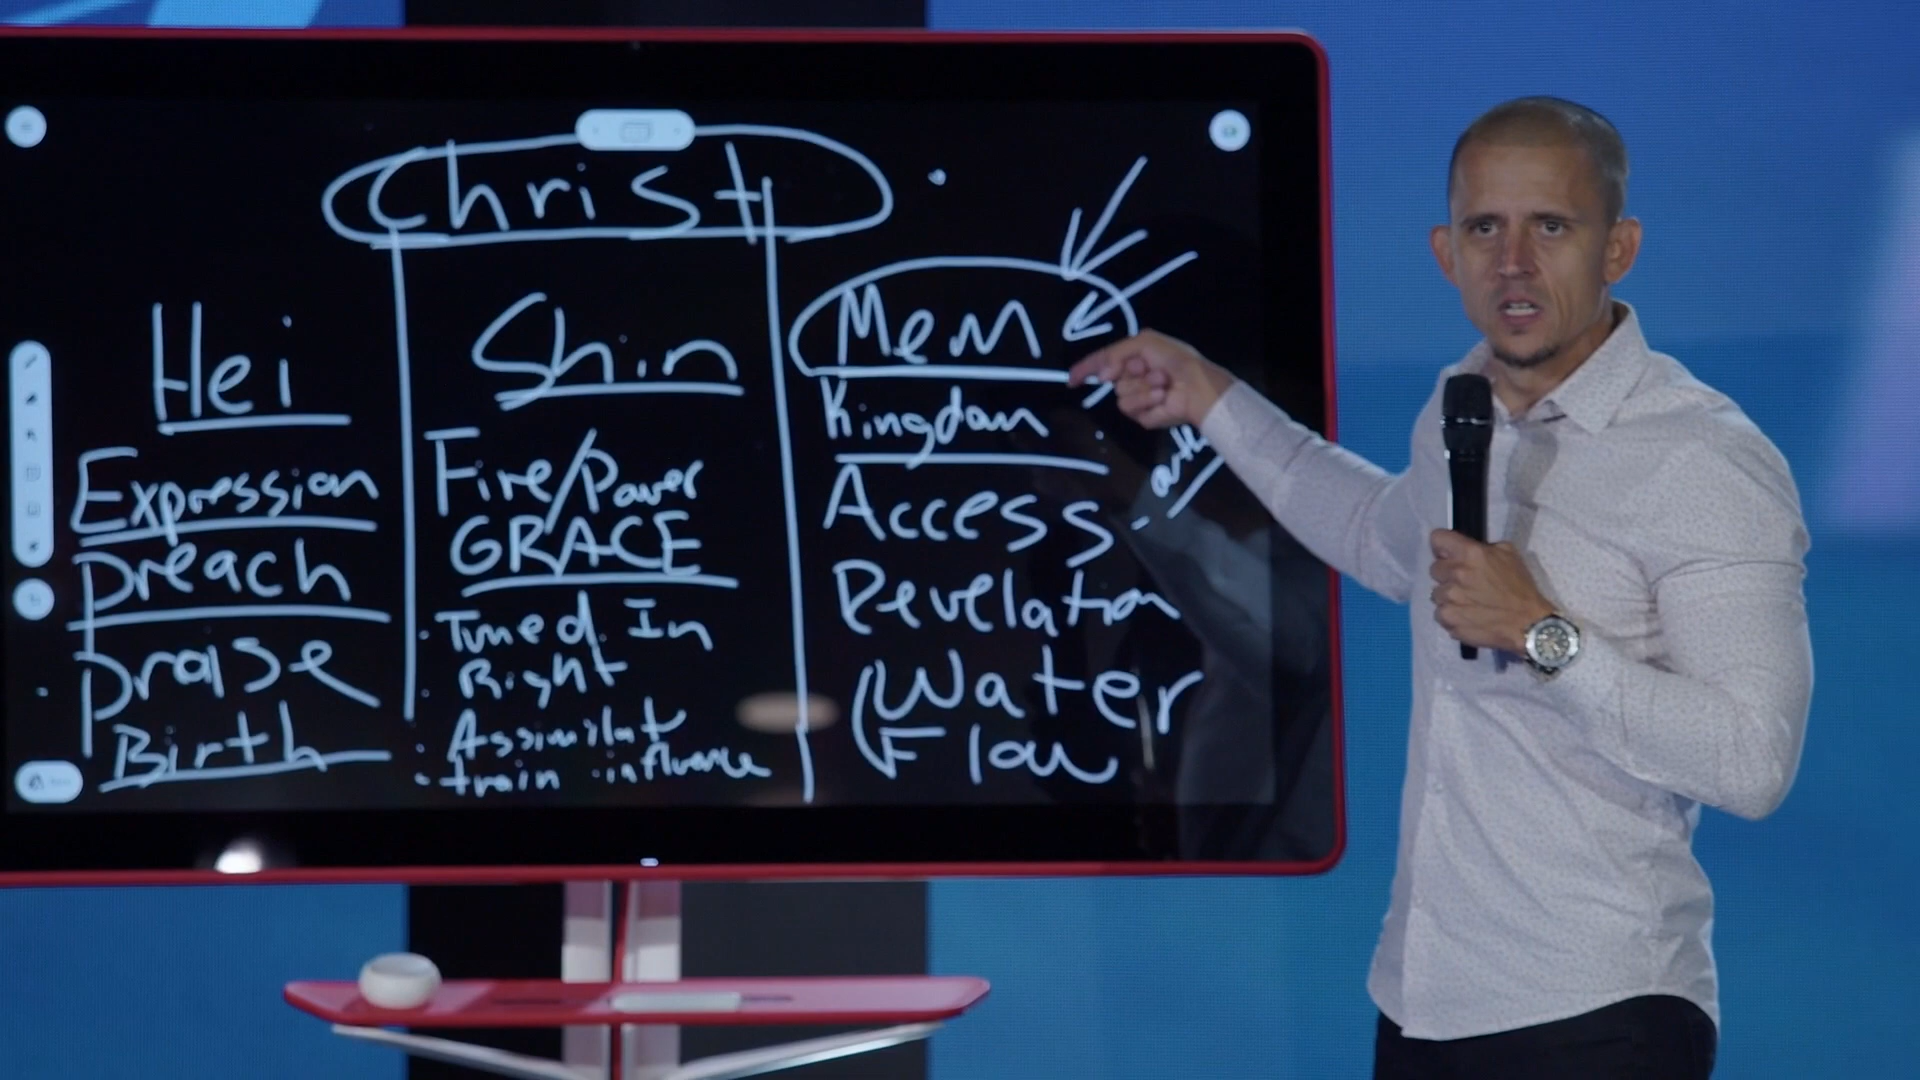 Christ
Hei
Expression
Preach
Praise
Birth
Shin
Fire/Power
GRACE
· Tuned In
· Right
· Assimilat
· train · influence
Mem
Kingdom
Access -
Revelation
Water
Flow